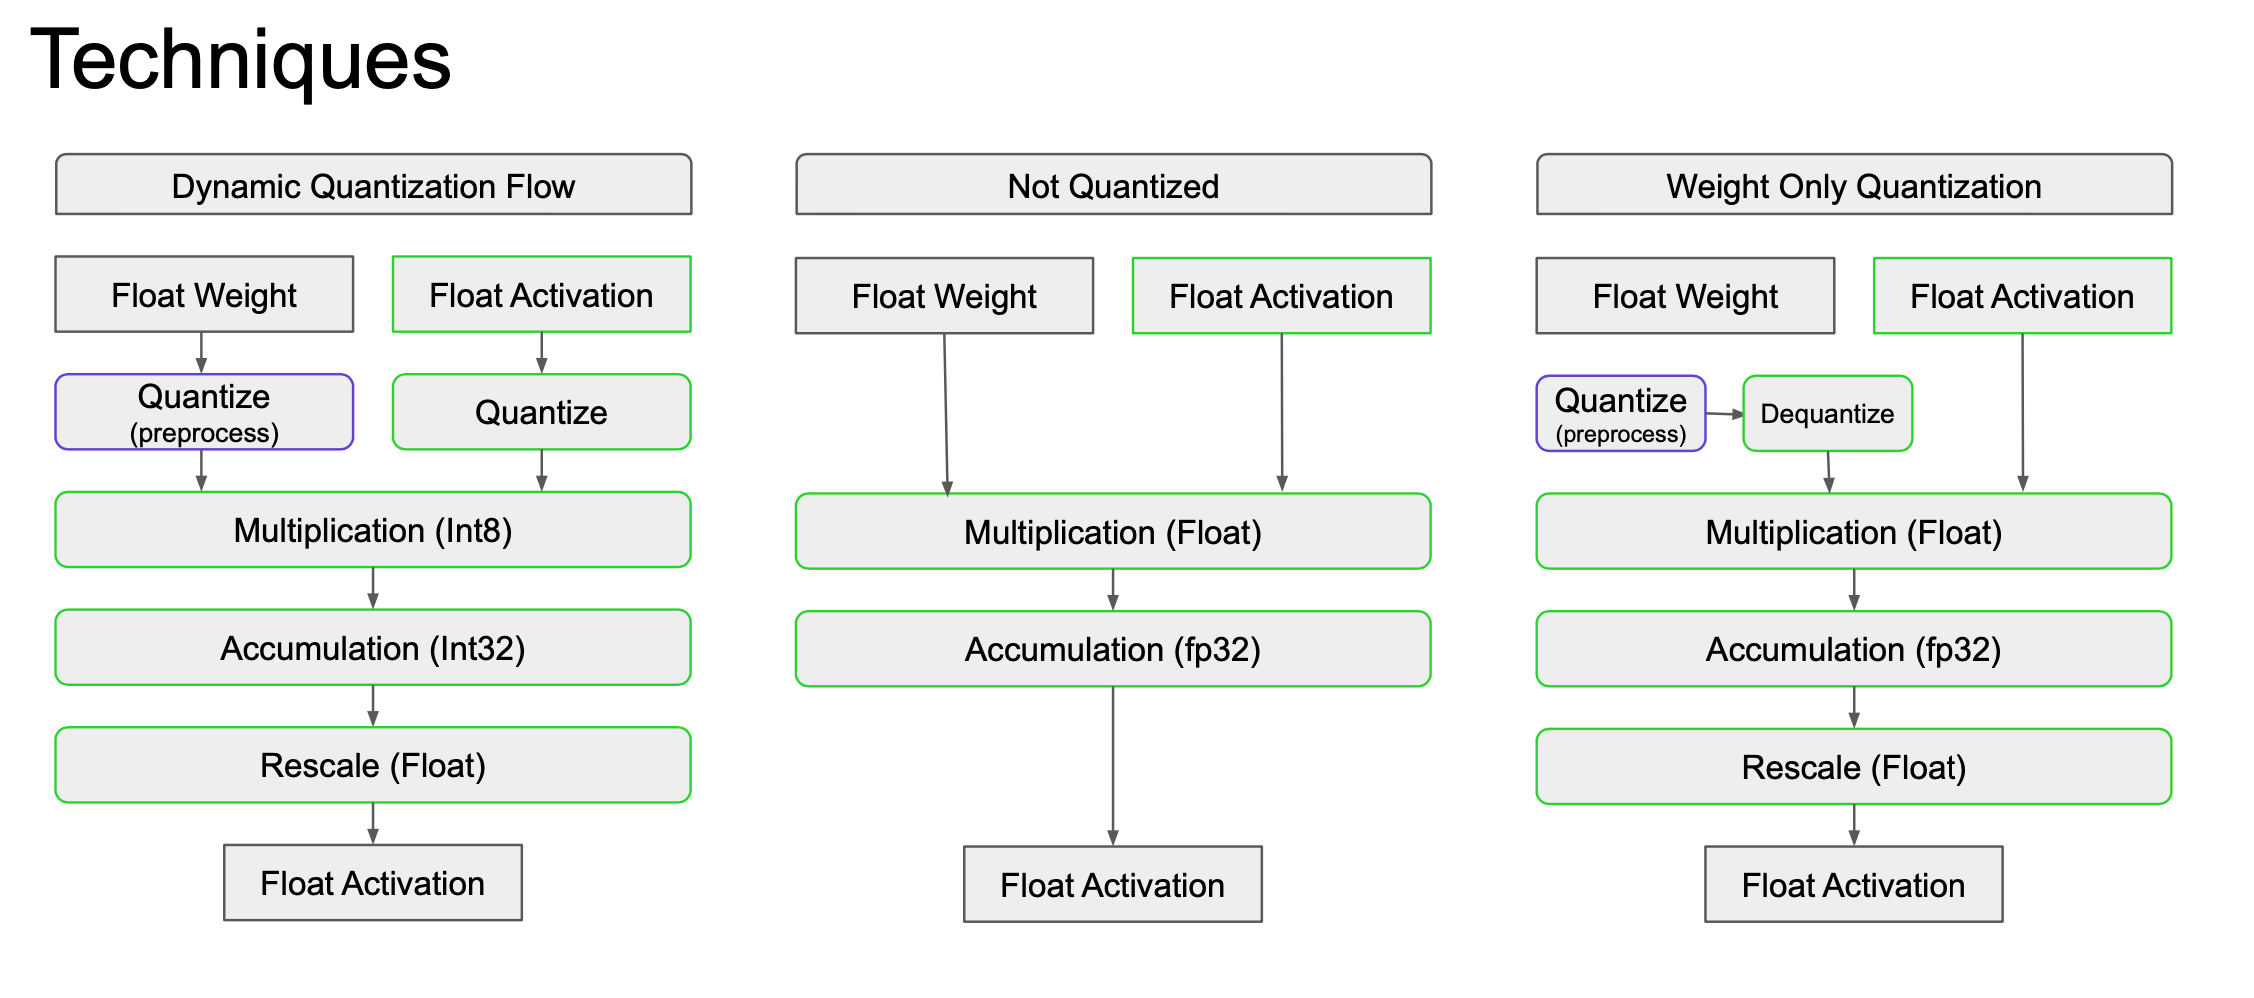 Techniques
Dynamic Quantization Flow
Float Weight
Float Activation
Quantize
(preprocess)
Quantize
Multiplication (Int8)
Accumulation (Int32)
Rescale (Float)
Float Activation
Not Quantized
Float Weight
Float Activation
Multiplication (Float)
Accumulation (fp32)
Float Activation
Weight Only Quantization
Float Weight
Float Activation
Quantize
(preprocess)
Dequantize
Multiplication (Float)
Accumulation (fp32)
Rescale (Float)
Float Activation